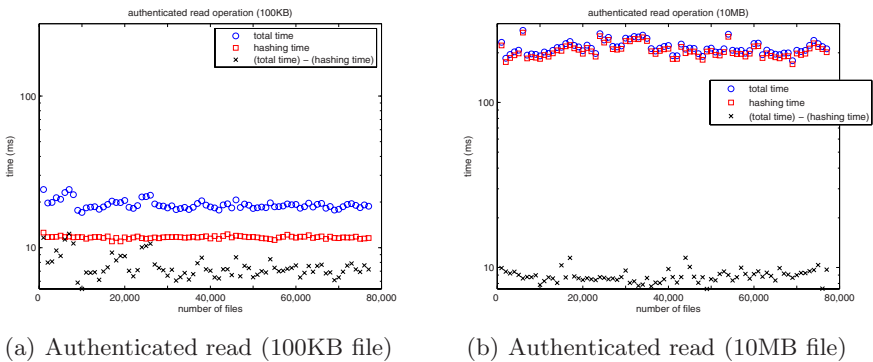 authenticated read operation (100KB)
total time
hashing time
(total time) − (hashing time)
time (ms)
10
10
0
20,000
40,000
60,000
80,000
number of files
(a) Authenticated read (100KB file)
authenticated read operation (10MB)
total time
hashing time
(total time) − (hashing time)
time (ms)
100
10
0
20,000
40,000
60,000
80,000
number of files
(b) Authenticated read (10MB file)